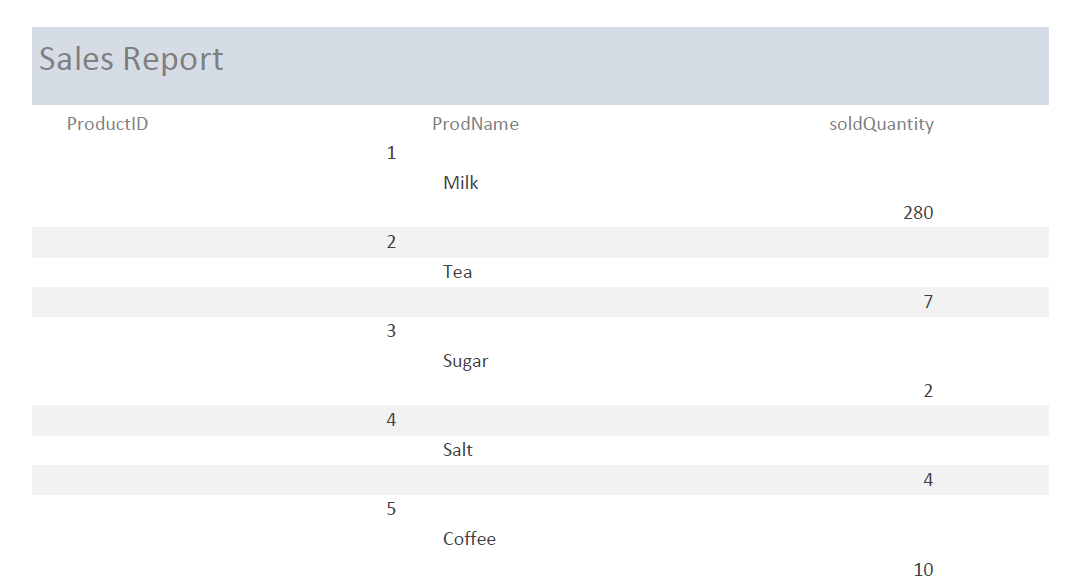 Sales Report
ProductID ProdName soldQuantity
1
Milk
280
2
Tea
7
3
Sugar
2
4
Salt
4
5
Coffee
10